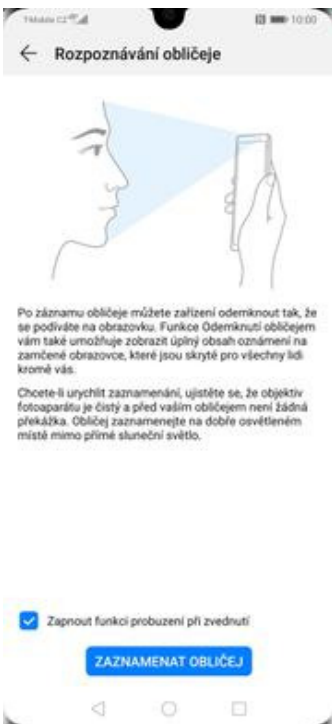 T-Mobile CZ
10:00
Rozpoznávání obličeje
Po záznamu obličeje můžete zařízení odemknout tak, že
se podíváte na obrazovku. Funkce Odemknutí obličejem
vám také umožňuje zobrazit úplný obsah oznámení na
zamčené obrazovce, které jsou skryté pro všechny lidi
kromě vás.
Chcete-li urychlit zaznamenání, ujistěte se, že objektiv
fotoaparátu je čistý a před vaším obličejem není žádná
překážka. Obličej zaznamenejte na dobře osvětleném
místě mimo přímé sluneční světlo.
Zapnout funkci probuzení při zvednutí
ZAZNAMENAT OBLIČEJ